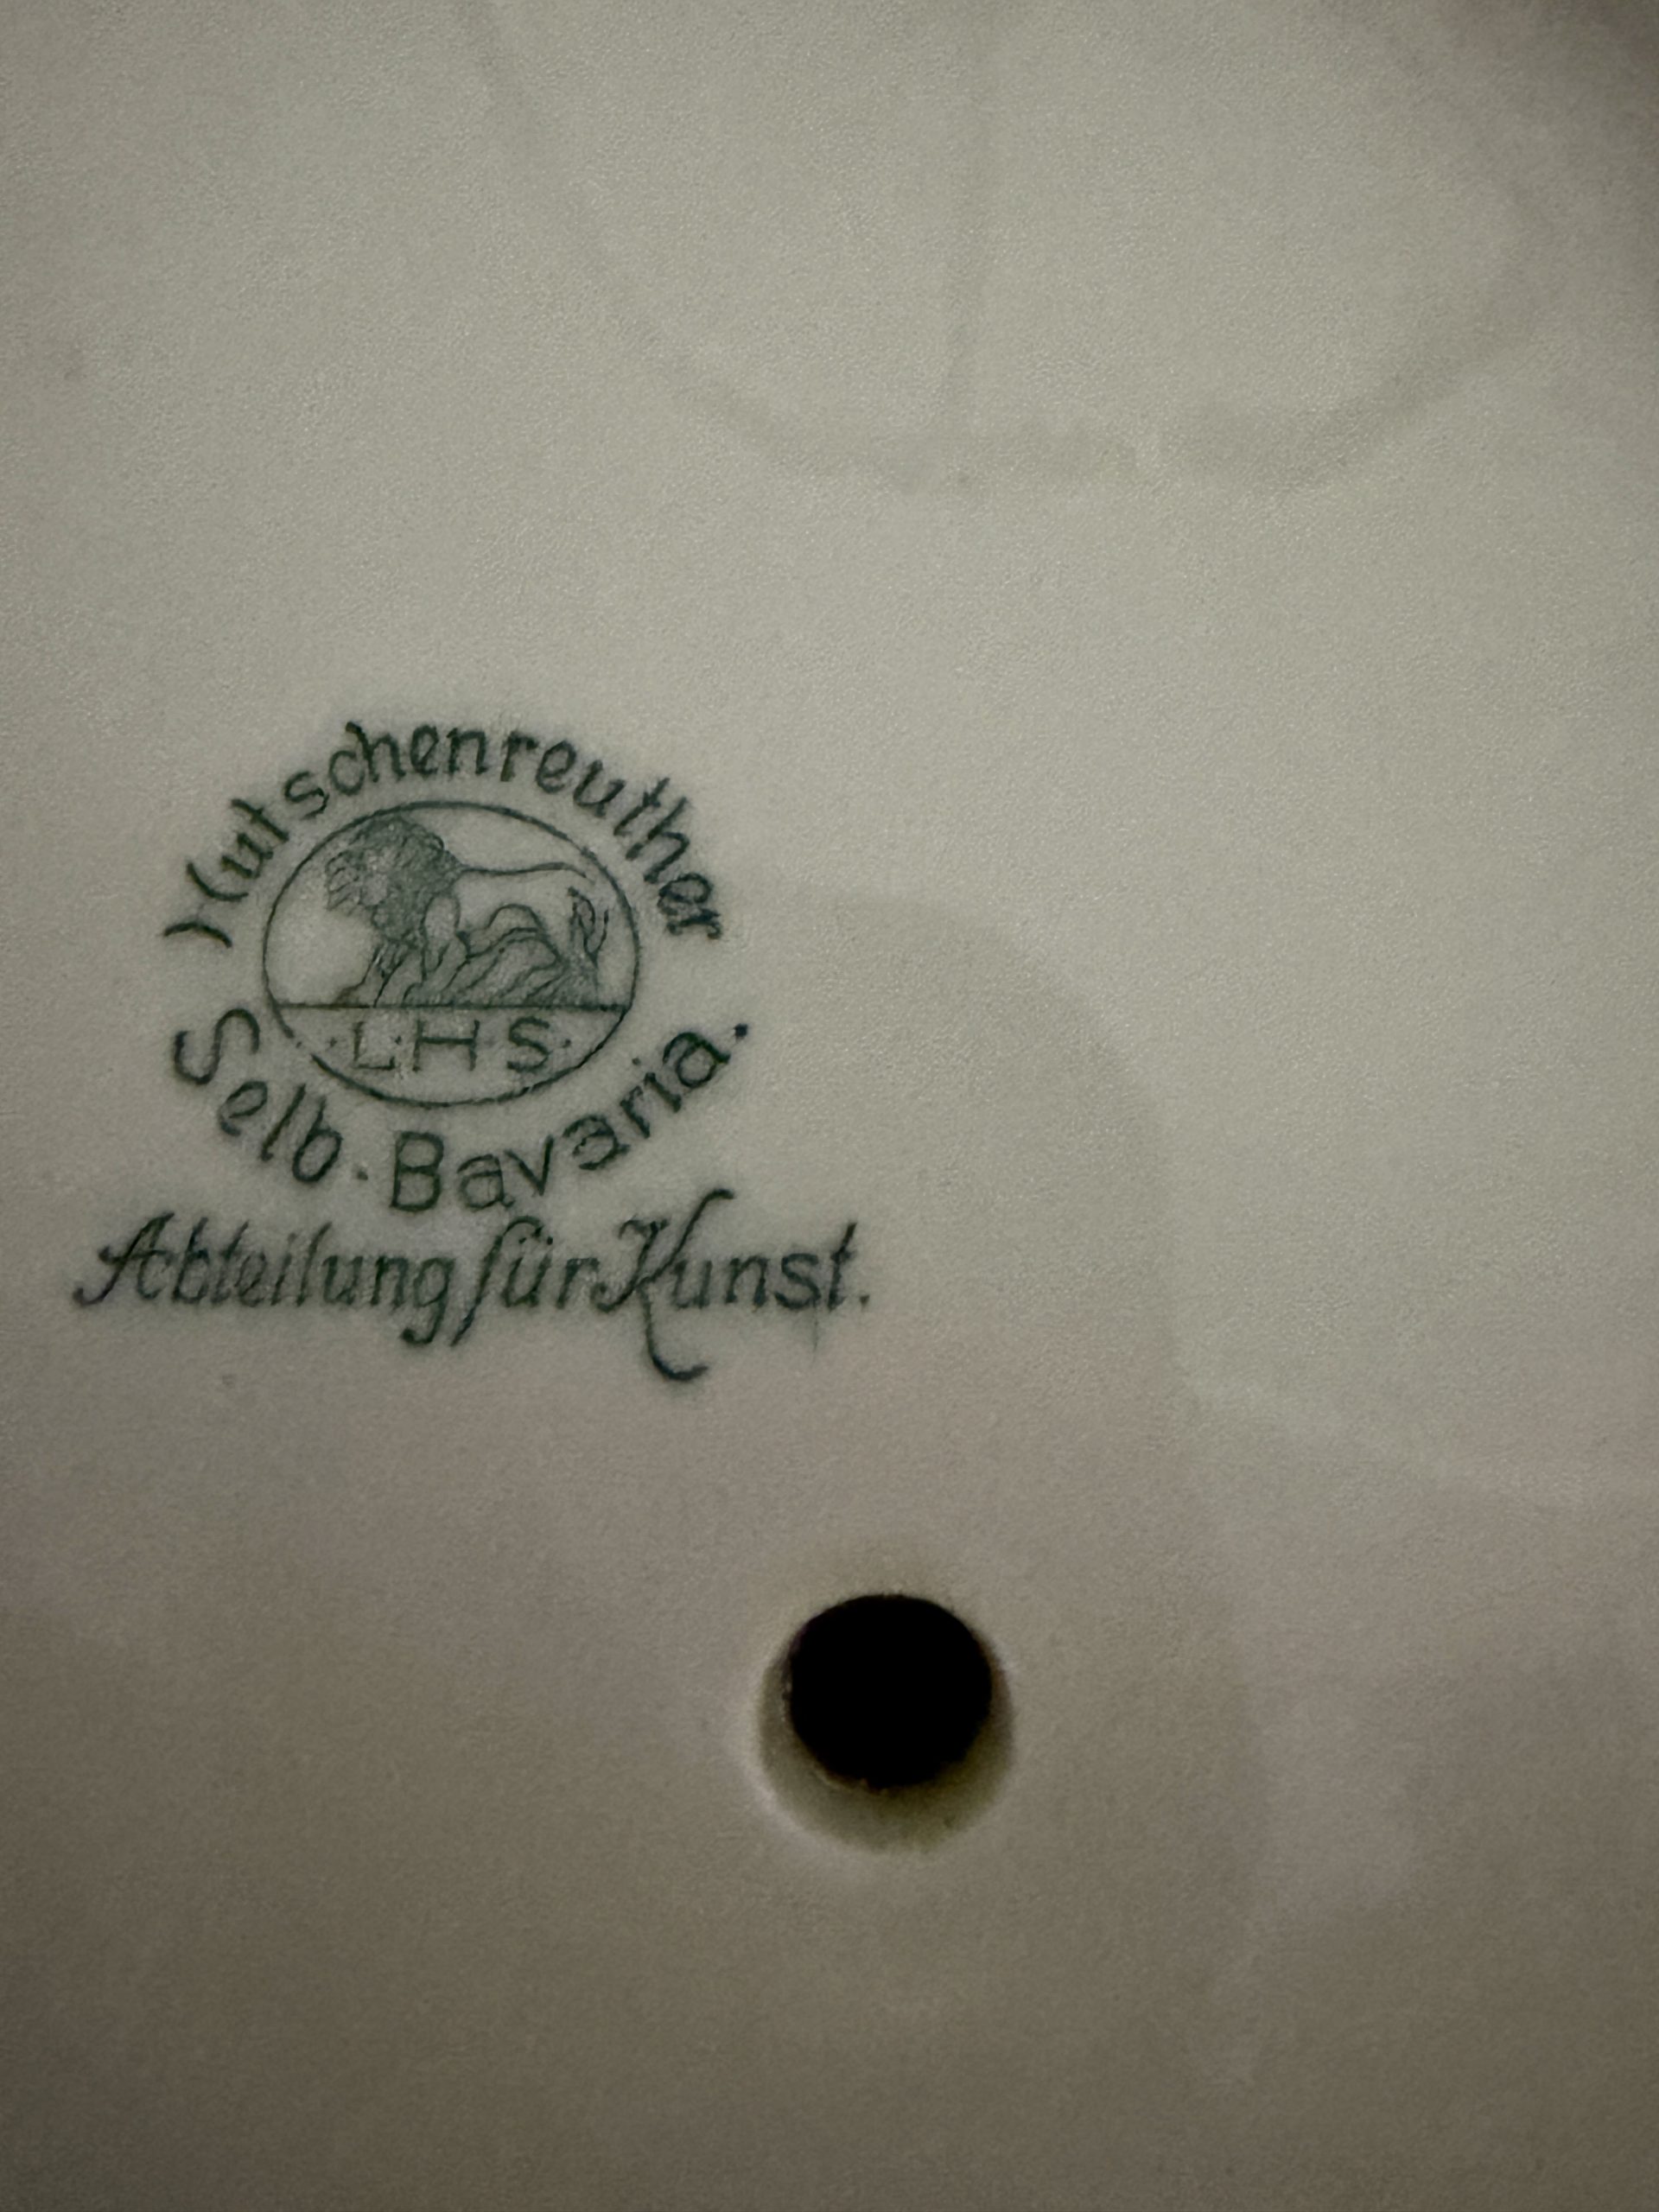 Hutschenreuther
L·H·S·
Selb·Bavaria.
Abteilung für Kunst.